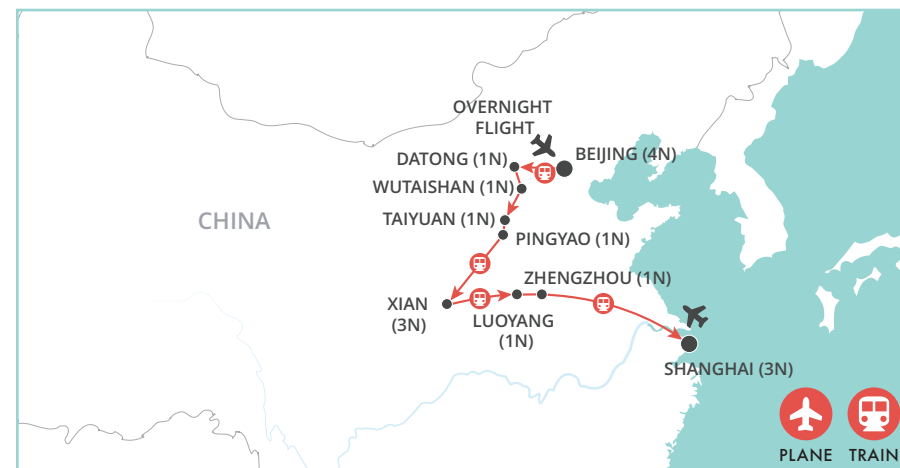 OVERNIGHT
FLIGHT
BEIJING (4N)
DATONG (1N)
WUTAISHAN (1N)
CHINA
TAIYUAN (1N)
PINGYAO (1N)
ZHENGZHOU (1N)
XIAN
(3N)
LUOYANG
(1N)
SHANGHAI (3N)
PLANE
TRAIN